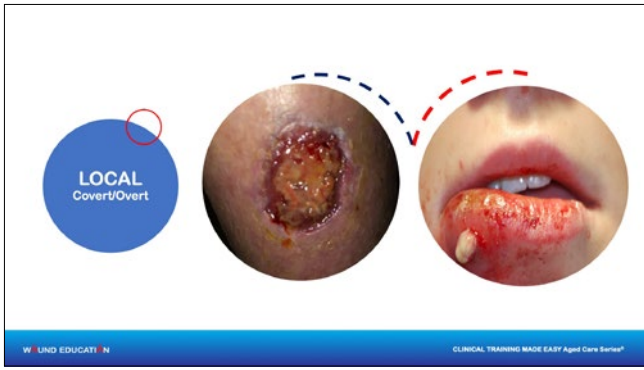 LOCAL
Covert/Overt
WOUND EDUCATION
CLINICAL TRAINING MADE EASY Aged Care Series®